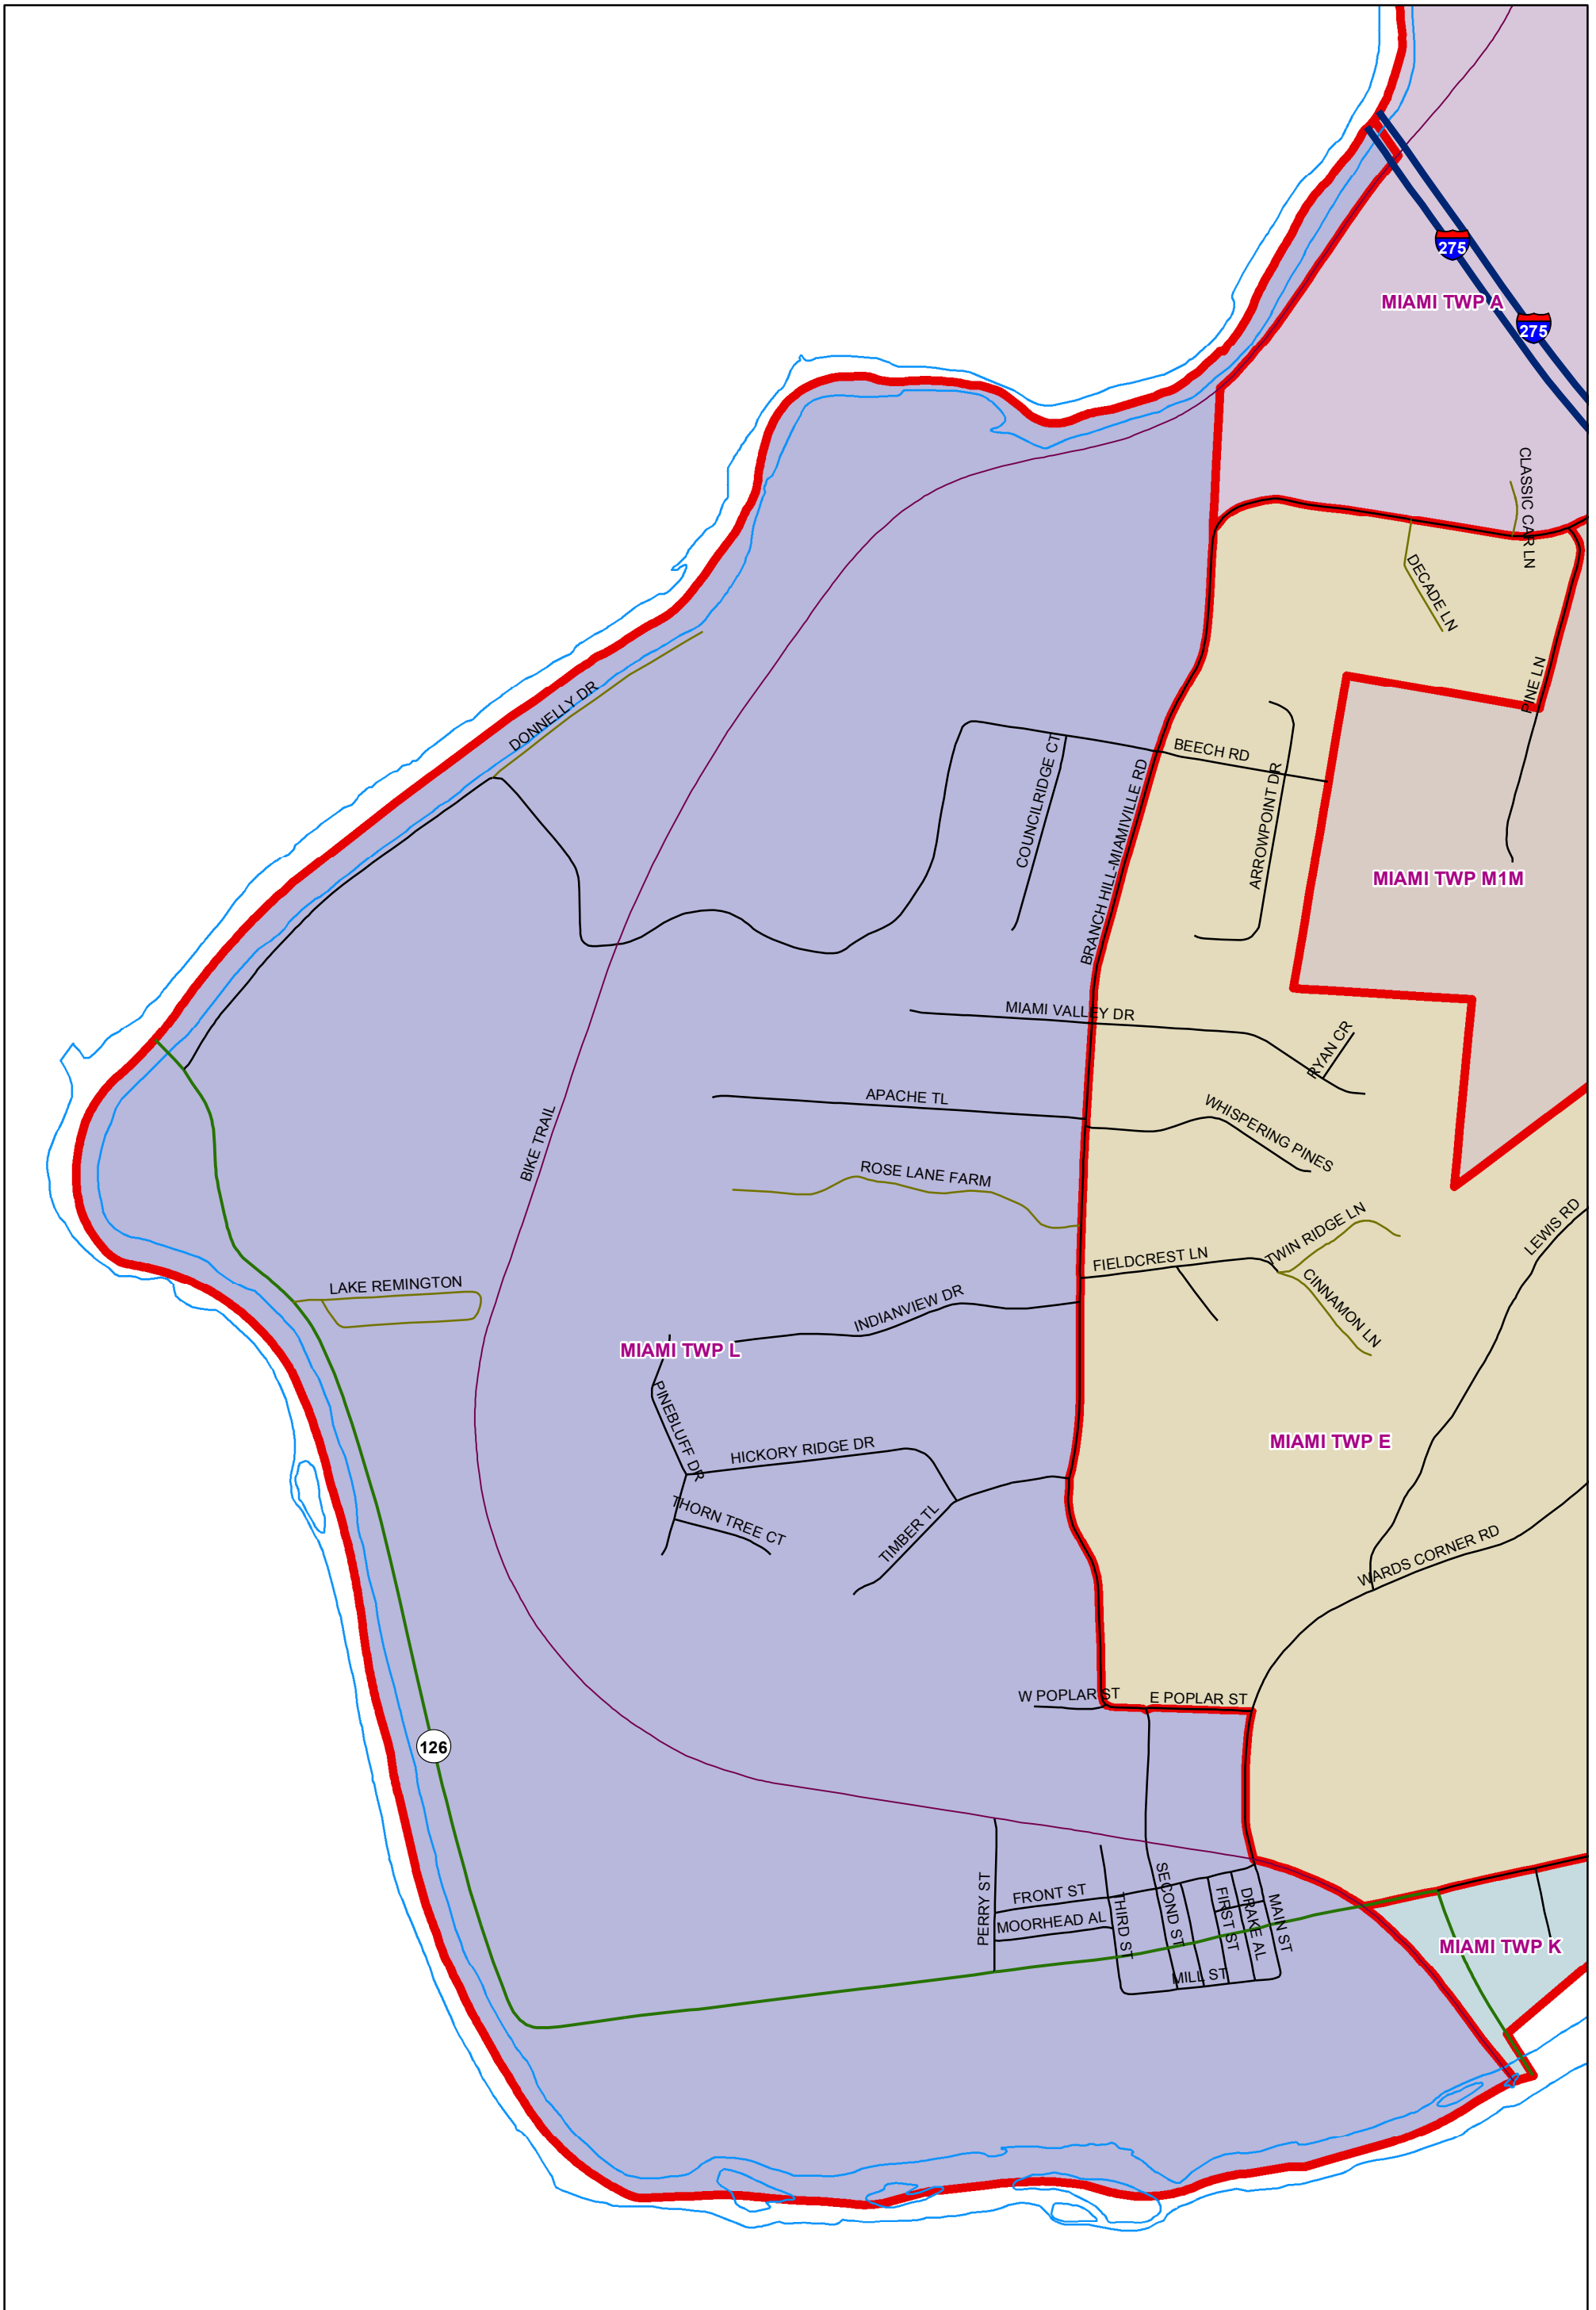 275
MIAMI TWP A
275
CLASSIC CAR LN
DECADE LN
PINE LN
DONNELLY DR
BEECH RD
COUNCILRIDGE CT
ARROWPOINT DR
BRANCH HILL-MIAMIVILLE RD
MIAMI TWP M1M
MIAMI VALLEY DR
RYAN CR
APACHE TL
WHISPERING PINES
BIKE TRAIL
ROSE LANE FARM
TWIN RIDGE LN
LEWIS RD
FIELDCREST LN
LAKE REMINGTON
INDIANVIEW DR
CINNAMON LN
MIAMI TWP L
PINEBLUFF DR
MIAMI TWP E
HICKORY RIDGE DR
THORN TREE CT
TIMBER TL
WARDS CORNER RD
W POPLAR ST
E POPLAR ST
126
PERRY ST
FRONT ST
MOORHEAD AL
THIRD ST
SECOND ST
FIRST ST
DRAKE AL
MAIN ST
MIAMI TWP K
MILL ST